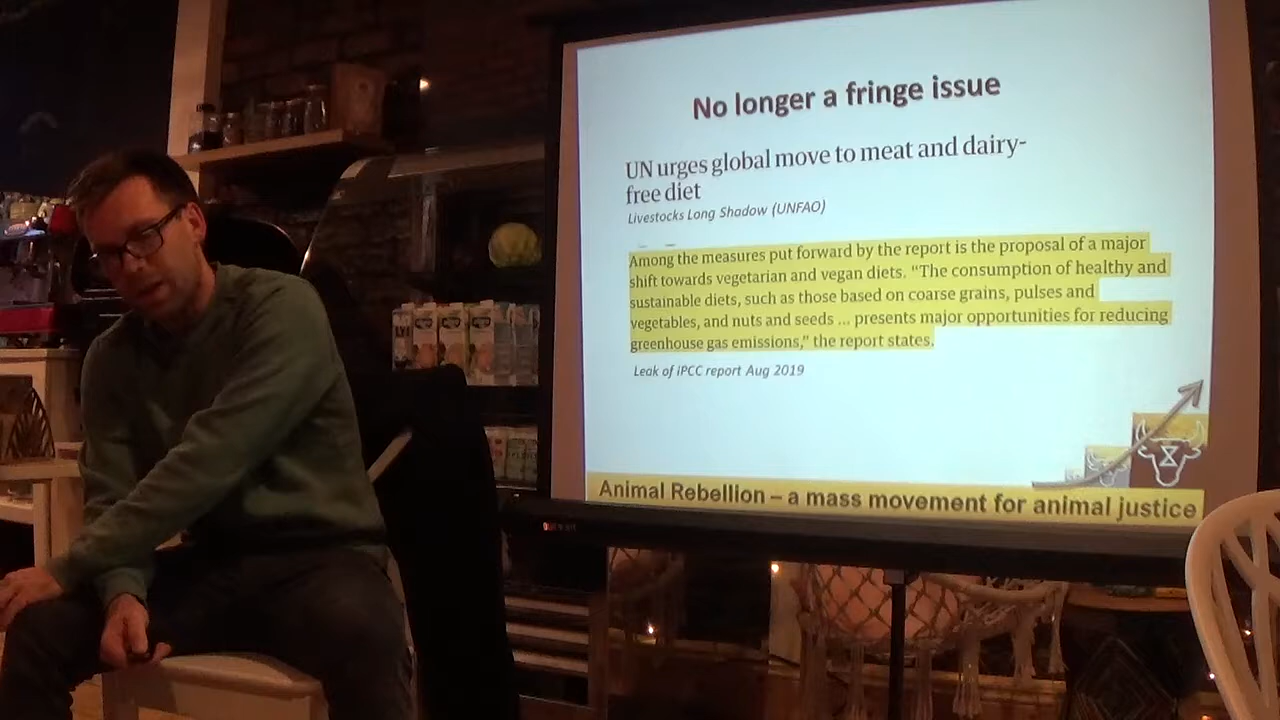 No longer a fringe issue
UN urges global move to meat and dairy-
free diet
Livestocks Long Shadow (UNFAO)
Among the measures put forward by the report is the proposal of a major
shift towards vegetarian and vegan diets. “The consumption of healthy and
sustainable diets, such as those based on coarse grains, pulses and
vegetables, and nuts and seeds ... presents major opportunities for reducing
greenhouse gas emissions,” the report states.
Leak of iPCC report Aug 2019
Animal Rebellion – a mass movement for animal justice